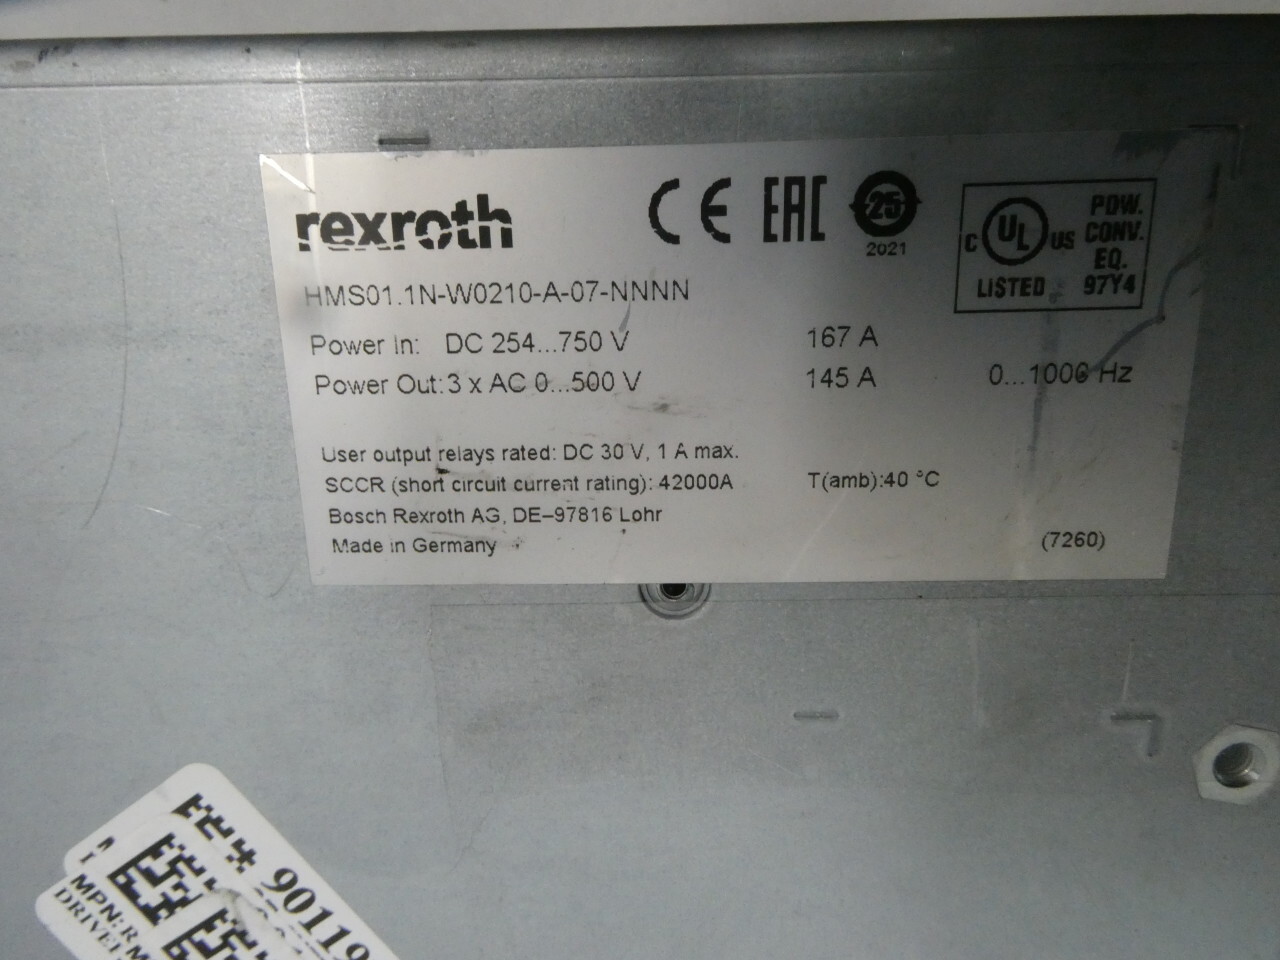 rexroth
CE EAC 25
2021
C UL US
LISTED
POW.
CONV.
EQ.
97Y4
HMS01.1N-W0210-A-07-NNNN
Power In: DC 254...750 V 167 A
Power Out: 3 x AC 0...500 V 145 A 0...1000 Hz
User output relays rated: DC 30 V, 1 A max.
SCCR (short circuit current rating): 42000A T(amb):40 °C
Bosch Rexroth AG, DE–97816 Lohr
Made in Germany (7260)
90119
MPN: R